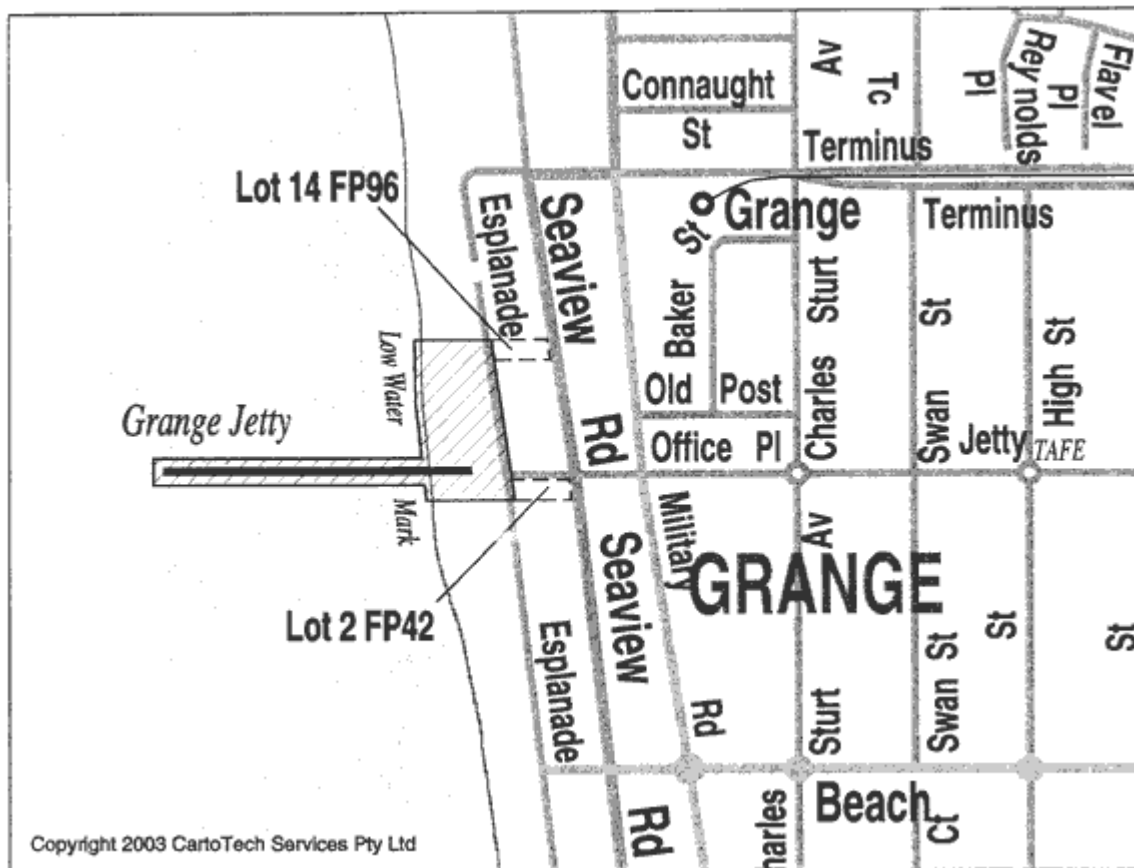 Connaught
St
Av
Tc
Pl
Reynolds
Pl
Flavel
Terminus
Lot 14 FP96
Esplanade
Seaview
Rd
St
Baker
Grange
Terminus
Sturt
Charles
St
Swan
High St
Low Water
Mark
Grange Jetty
Old Post
Office Pl
Jetty
TAFE
Military
Rd
Av
GRANGE
Seaview
Rd
Lot 2 FP42
Esplanade
Sturt
Swan St
St
St
Beach
Ct
harles
Copyright 2003 CartoTech Services Pty Ltd